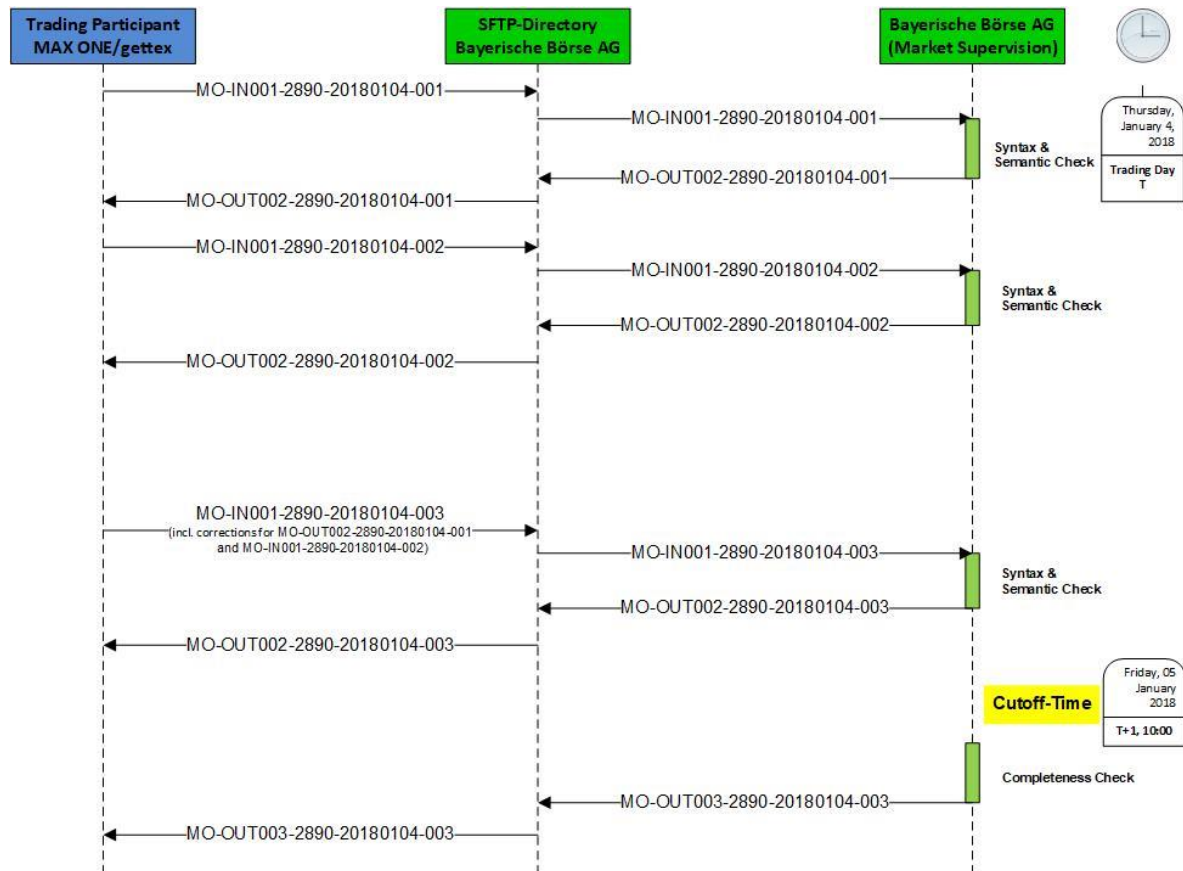 Trading Participant
MAX ONE/gettex
SFTP-Directory
Bayerische Börse AG
Bayerische Börse AG
(Market Supervision)
MO-IN001-2890-20180104-001
MO-IN001-2890-20180104-001
Thursday,
January 4,
2018
Trading Day
T
Syntax &
Semantic Check
MO-OUT002-2890-20180104-001
MO-OUT002-2890-20180104-001
MO-IN001-2890-20180104-002
MO-IN001-2890-20180104-002
Syntax &
Semantic Check
MO-OUT002-2890-20180104-002
MO-OUT002-2890-20180104-002
MO-IN001-2890-20180104-003
(incl. corrections for MO-OUT002-2890-20180104-001
and MO-IN001-2890-20180104-002)
MO-IN001-2890-20180104-003
Syntax &
Semantic Check
MO-OUT002-2890-20180104-003
MO-OUT002-2890-20180104-003
Cutoff-Time
Friday, 05
January
2018
T+1, 10:00
Completeness Check
MO-OUT003-2890-20180104-003
MO-OUT003-2890-20180104-003